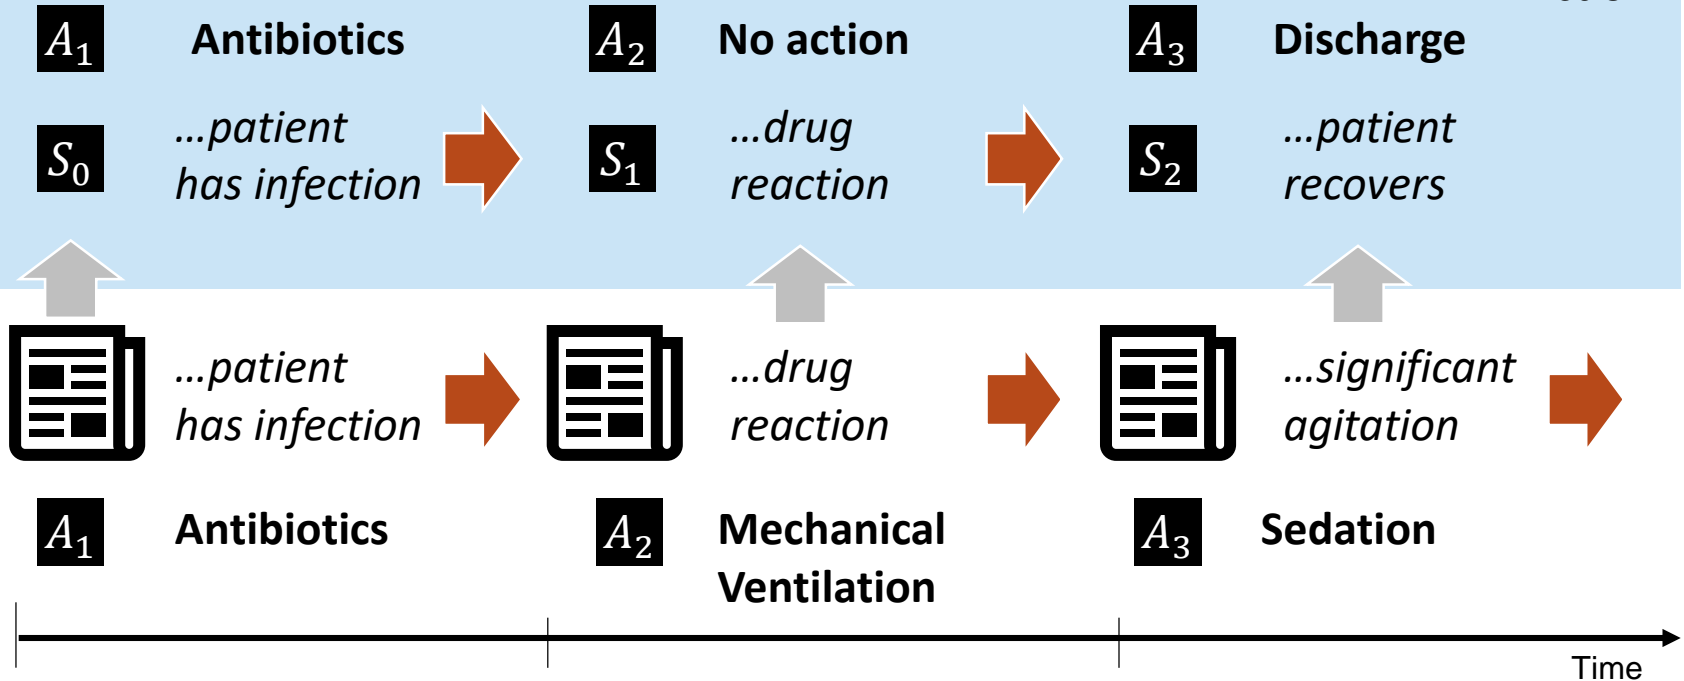 A₁ Antibiotics A₂ No action A₃ Discharge
S₀ …patient has infection S₁ …drug reaction S₂ …patient recovers
…patient has infection …drug reaction …significant agitation
A₁ Antibiotics A₂ Mechanical Ventilation A₃ Sedation
Time